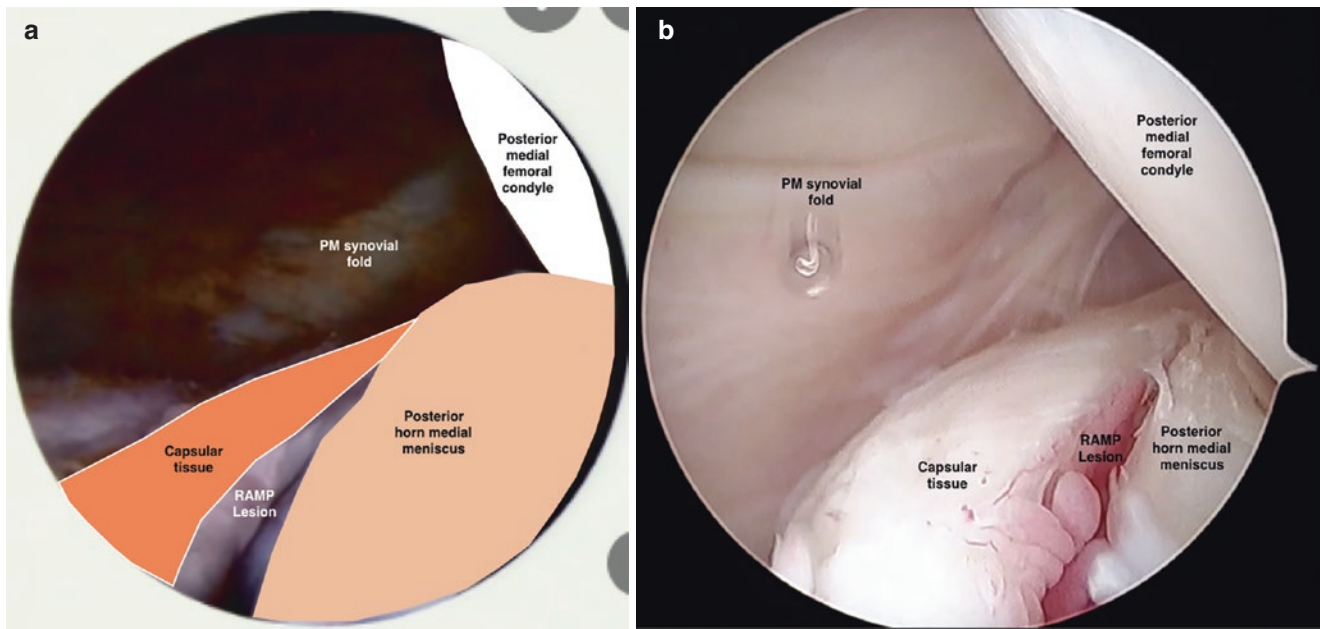 a
Posterior
medial
femoral
condyle
PM synovial
fold
Posterior
horn medial
meniscus
Capsular
tissue
RAMP
Lesion
b
Posterior
medial
femoral
condyle
PM synovial
fold
RAMP
Lesion
Posterior
horn medial
meniscus
Capsular
tissue